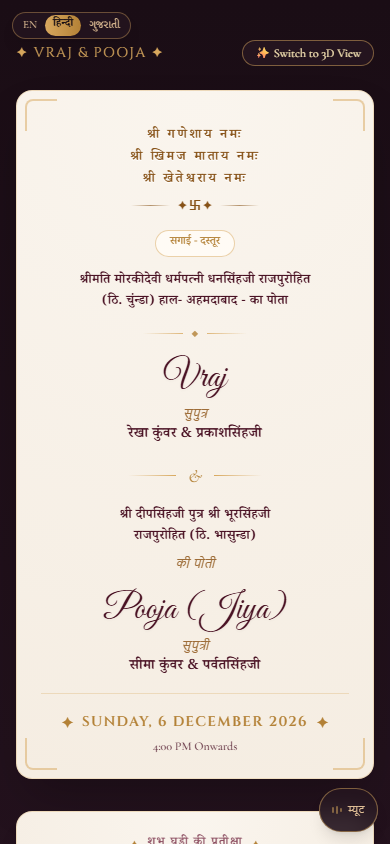 EN हिन्दी ગુજરાતી
✦ VRAJ & POOJA ✦
✨ Switch to 3D View
श्री गणेशाय नमः
श्री खिमज माताय नमः
श्री खेतेश्वराय नमः
✦卐✦
सगाई - दस्तूर
श्रीमति मोरकीदेवी धर्मपत्नी धनसिंहजी राजपुरोहित
(ठि. चुंन्डा) हाल- अहमदाबाद - का पोता
Vraj
सुपुत्र
रेखा कुंवर & प्रकाशसिंहजी
&
श्री दीपसिंहजी पुत्र श्री भूरसिंहजी
राजपुरोहित (ठि. भासुन्डा)
की पोती
Pooja (Jiya)
सुपुत्री
सीमा कुंवर & पर्वतसिंहजी
✦ SUNDAY, 6 DECEMBER 2026 ✦
4:00 PM Onwards
म्यूट
✦ शुभ घड़ी की प्रतीक्षा ✦